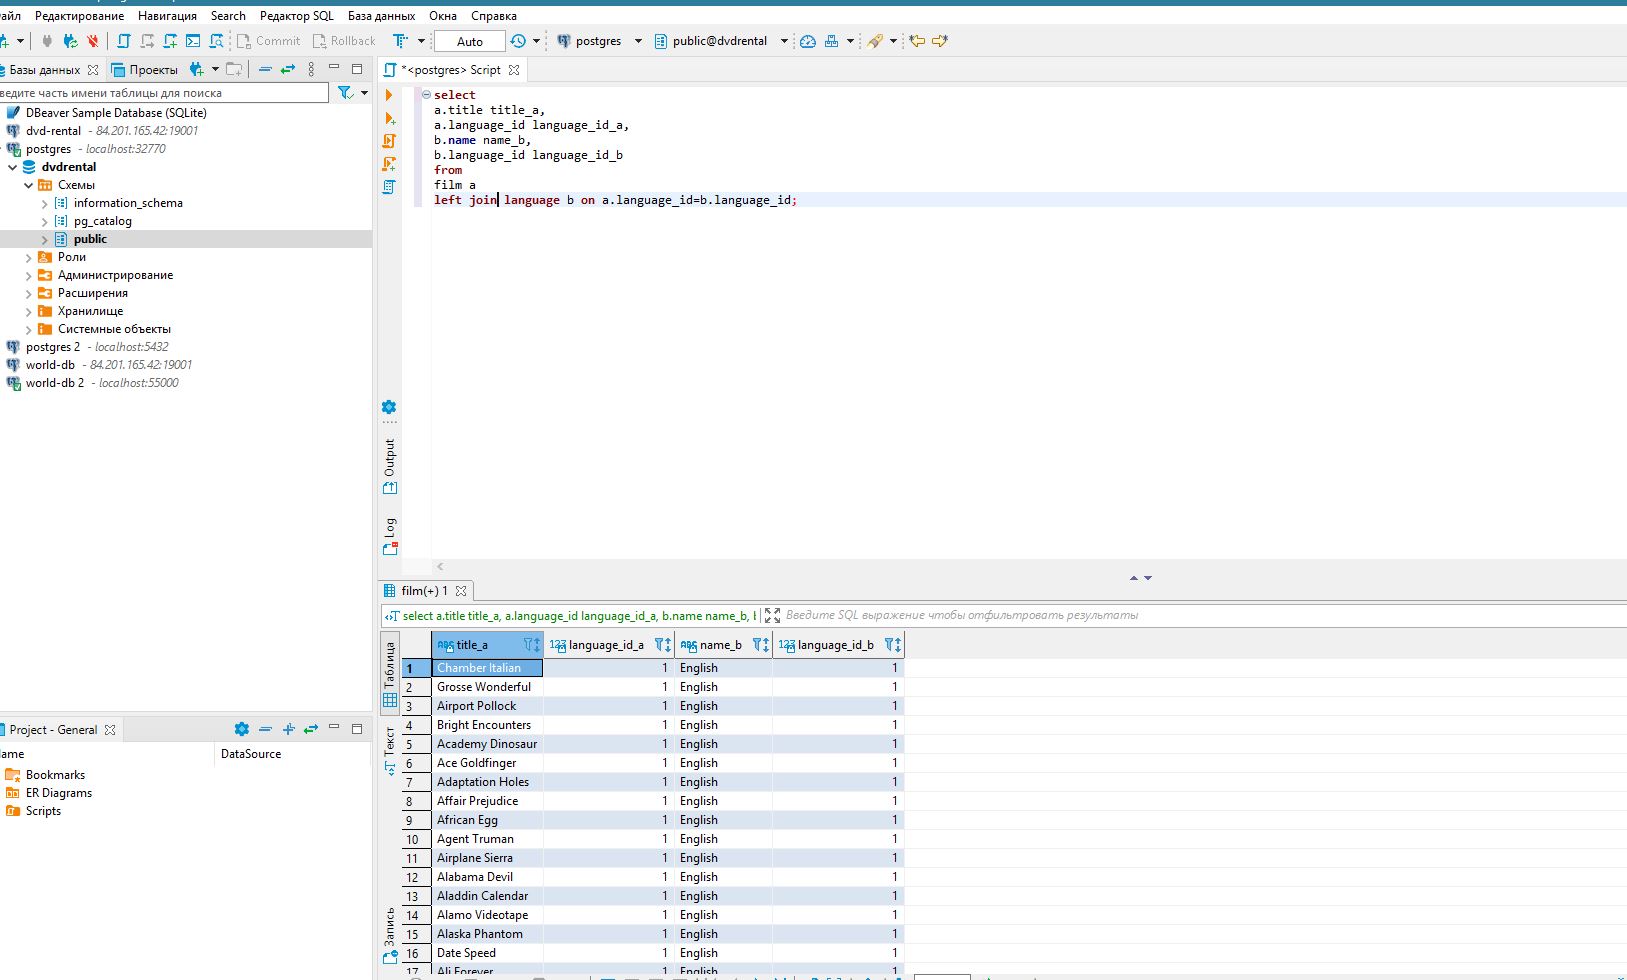 айл Редактирование Навигация Search Редактор SQL База данных Окна Справка
Commit Rollback Auto postgres public@dvdrental
Базы данных Проекты
ведите часть имени таблицы для поиска
DBeaver Sample Database (SQLite)
dvd-rental - 84.201.165.42:19001
postgres - localhost:32770
dvdrental
Схемы
information_schema
pg_catalog
public
Роли
Администрирование
Расширения
Хранилище
Системные объекты
postgres 2 - localhost:5432
world-db - 84.201.165.42:19001
world-db 2 - localhost:55000
Project - General
ame DataSource
Bookmarks
ER Diagrams
Scripts
*<postgres> Script
select
a.title title_a,
a.language_id language_id_a,
b.name name_b,
b.language_id language_id_b
from
film a
left join language b on a.language_id=b.language_id;
Output
Log
film(+) 1
select a.title title_a, a.language_id language_id_a, b.name name_b, Введите SQL выражение чтобы отфильтровать результаты
Таблица
Текст
Запись
title_a language_id_a name_b language_id_b
1 Chamber Italian 1 English 1
2 Grosse Wonderful 1 English 1
3 Airport Pollock 1 English 1
4 Bright Encounters 1 English 1
5 Academy Dinosaur 1 English 1
6 Ace Goldfinger 1 English 1
7 Adaptation Holes 1 English 1
8 Affair Prejudice 1 English 1
9 African Egg 1 English 1
10 Agent Truman 1 English 1
11 Airplane Sierra 1 English 1
12 Alabama Devil 1 English 1
13 Aladdin Calendar 1 English 1
14 Alamo Videotape 1 English 1
15 Alaska Phantom 1 English 1
16 Date Speed 1 English 1
17 Ali Forever 1 English 1